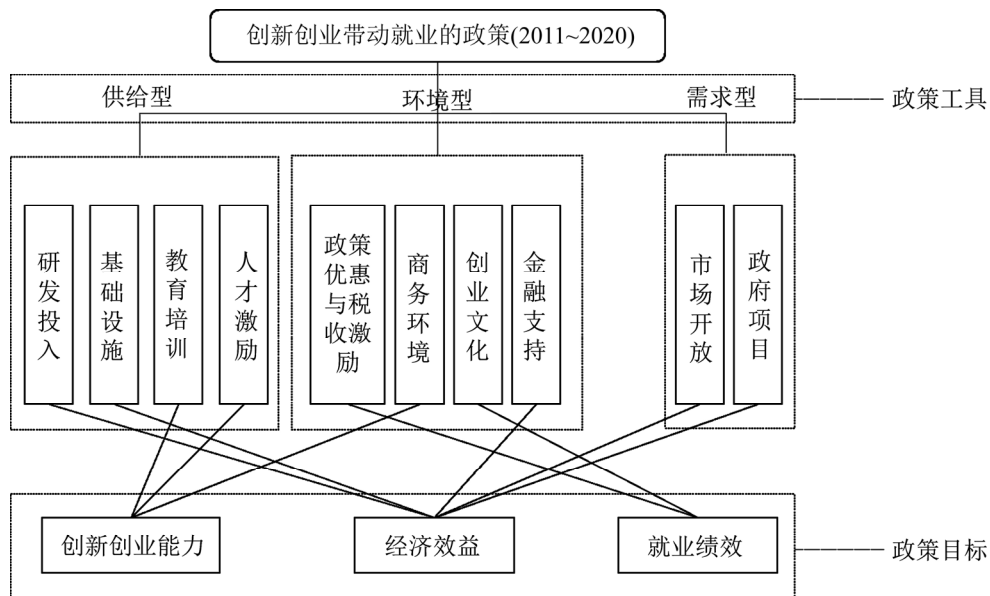 创新创业带动就业的政策(2011~2020)
供给型
环境型
需求型
政策工具
研发投入
基础设施
教育培训
人才激励
政策
优惠
与税
收激
励
商务环境
创业文化
金融支持
市场开放
政府项目
创新创业能力
经济效益
就业绩效
政策目标